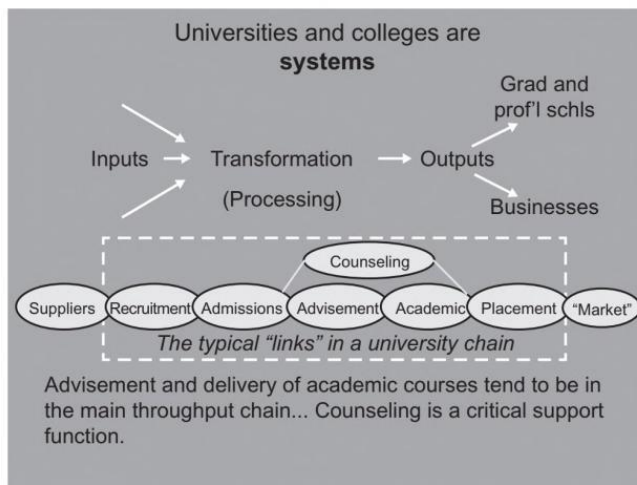 Universities and colleges are
systems
Grad and
prof'l schls
Inputs
Transformation
Outputs
(Processing)
Businesses
Counseling
Suppliers
Recruitment
Admissions
Advisement
Academic
Placement
“Market”
The typical “links” in a university chain
Advisement and delivery of academic courses tend to be in
the main throughput chain... Counseling is a critical support
function.